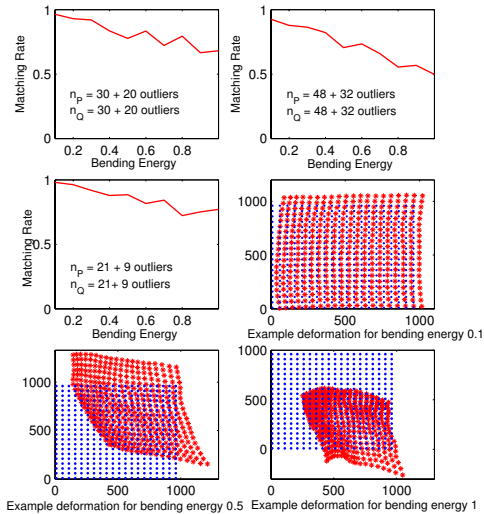 1
0.5
0
Matching Rate
n_P = 30 + 20 outliers
n_Q = 30 + 20 outliers
0.2 0.4 0.6 0.8
Bending Energy
1
0.5
0
Matching Rate
n_P = 48 + 32 outliers
n_Q = 48 + 32 outliers
0.2 0.4 0.6 0.8
Bending Energy
1
0.5
0
Matching Rate
n_P = 21 + 9 outliers
n_Q = 21+ 9 outliers
0.2 0.4 0.6 0.8
Bending Energy
1000
500
0
0 500 1000
Example deformation for bending energy 0.1
1000
500
0
0 500 1000
Example deformation for bending energy 0.5
1000
500
0
0 500 1000
Example deformation for bending energy 1